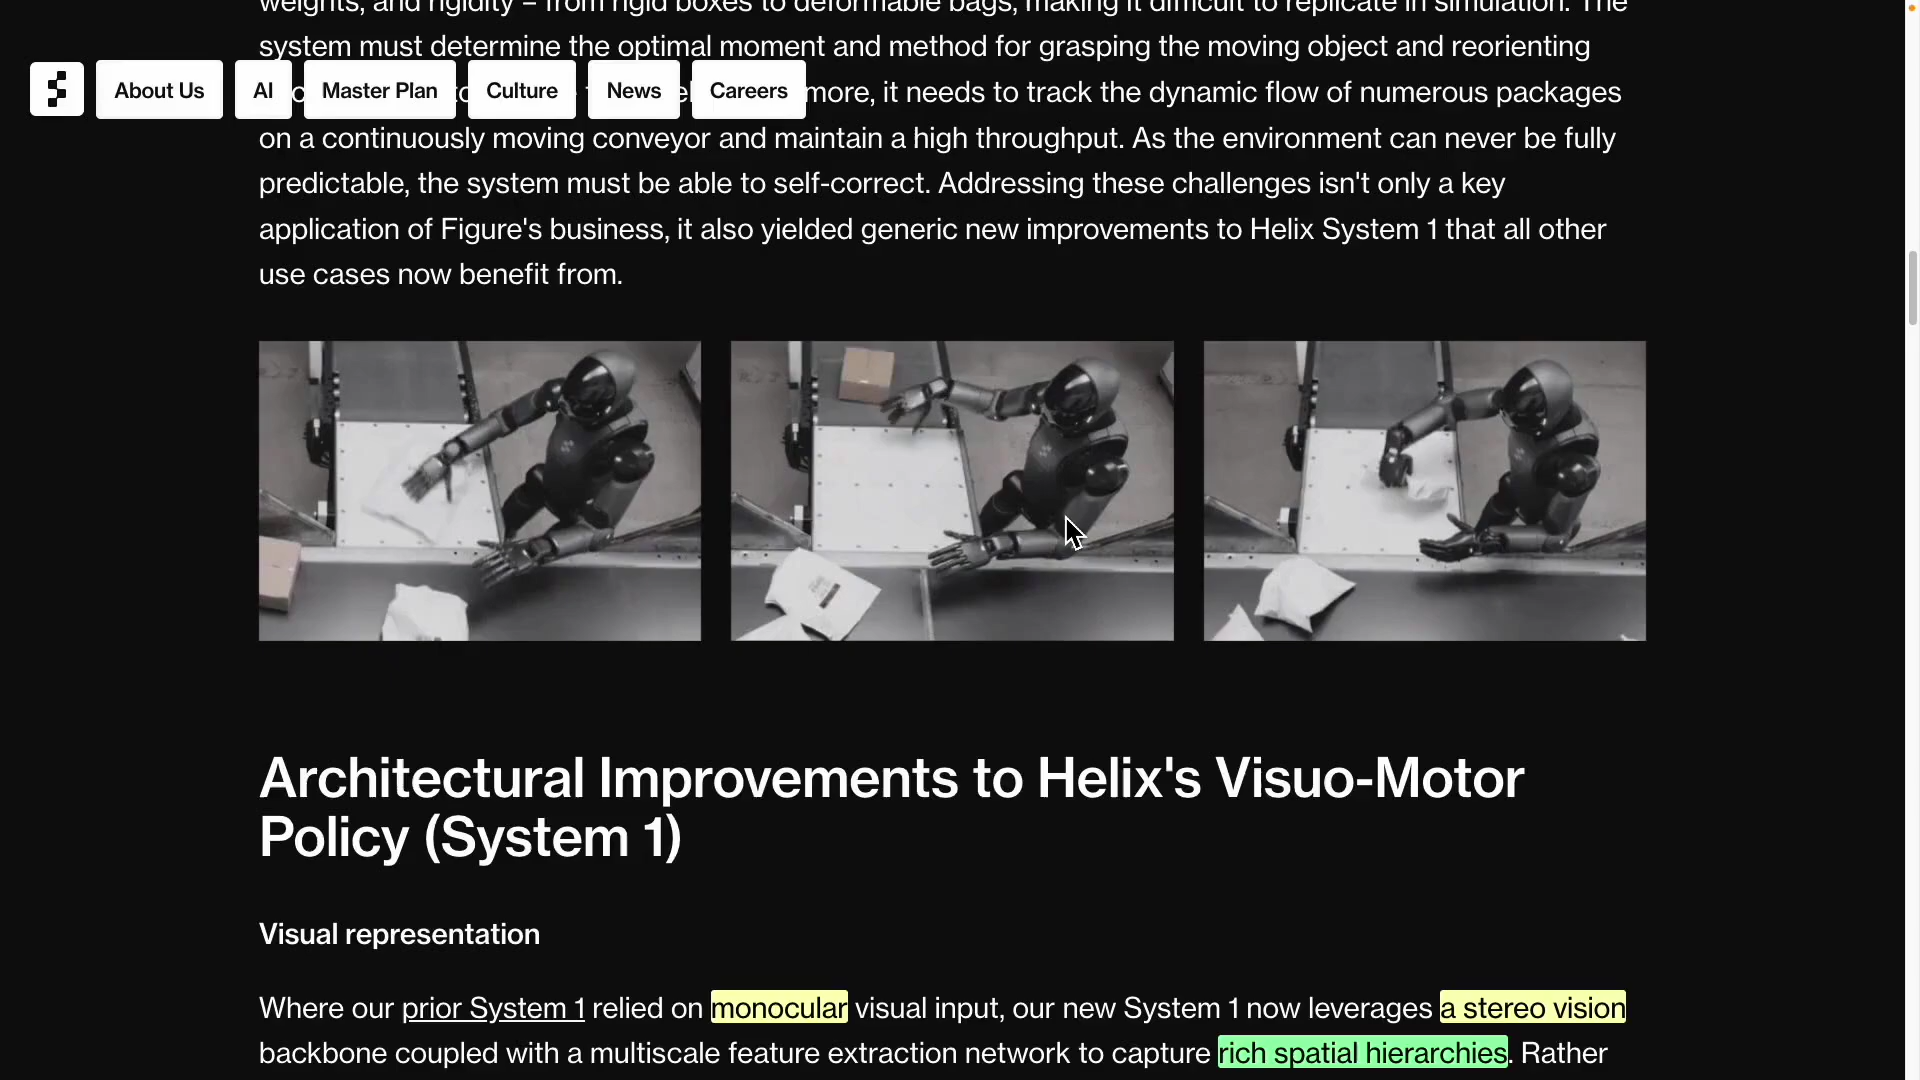 weights, and rigidity – from rigid boxes to deformable bags, making it difficult to replicate in simulation. The
system must determine the optimal moment and method for grasping the moving object and reorienting
About Us
AI
Master Plan
Culture
News
Careers
more, it needs to track the dynamic flow of numerous packages
on a continuously moving conveyor and maintain a high throughput. As the environment can never be fully
predictable, the system must be able to self-correct. Addressing these challenges isn't only a key
application of Figure's business, it also yielded generic new improvements to Helix System 1 that all other
use cases now benefit from.
Architectural Improvements to Helix's Visuo-Motor
Policy (System 1)
Visual representation
Where our prior System 1 relied on monocular visual input, our new System 1 now leverages a stereo vision
backbone coupled with a multiscale feature extraction network to capture rich spatial hierarchies. Rather